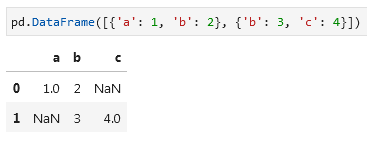 pd.DataFrame([{'a': 1, 'b': 2}, {'b': 3, 'c': 4}])
a b c
0 1.0 2 NaN
1 NaN 3 4.0